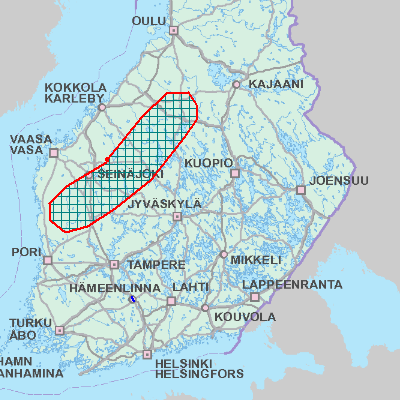 OULU
KAJAANI
KOKKOLA
KARLEBY
VAASA
VASA
KUOPIO
SEINÄJOKI
JOENSUU
JYVÄSKYLÄ
PORI
TAMPERE
MIKKELI
HÄMEENLINNA
LAHTI
LAPPEENRANTA
TURKU
ÅBO
KOUVOLA
HAMN
ANHAMINA
HELSINKI
HELSINGFORS